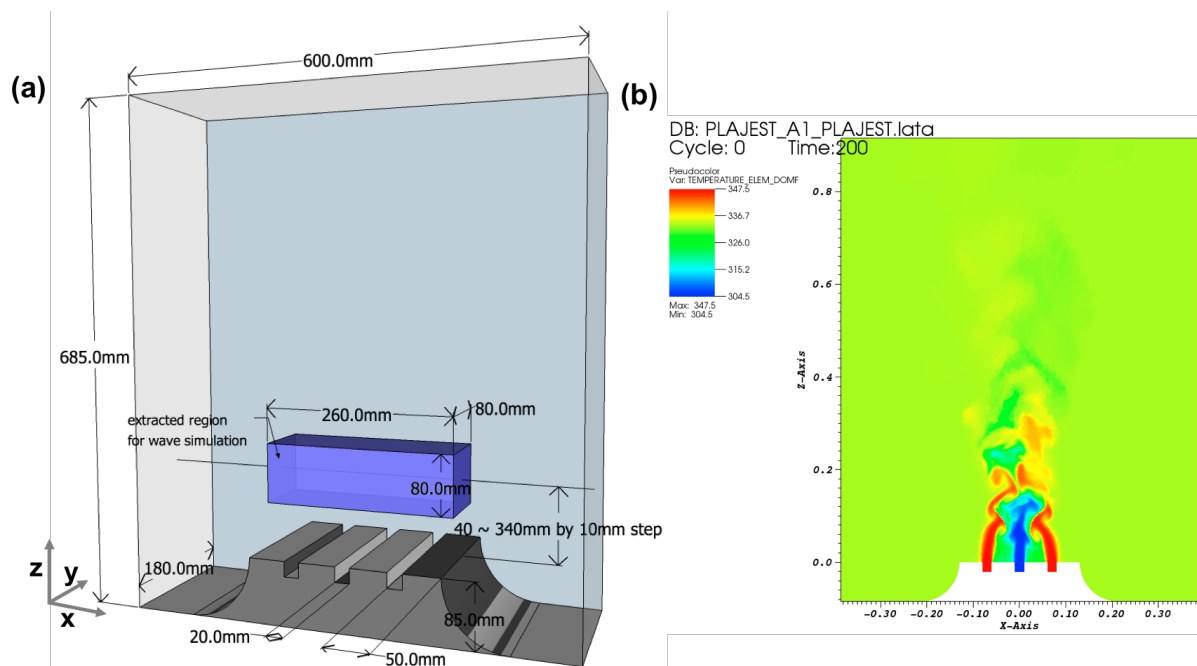 (a)
600.0mm
685.0mm
extracted region
for wave simulation
260.0mm
80.0mm
80.0mm
40 ~ 340mm by 10mm step
z
y
x
180.0mm
20.0mm
85.0mm
50.0mm
(b)
DB: PLAJEST_A1_PLAJEST.lata
Cycle: 0 Time:200
Pseudocolor
Var: TEMPERATURE_ELEM_DOMF
347.5
336.7
326.0
315.2
304.5
Max: 347.5
Min: 304.5
Z-Axis
0.8
0.6
0.4
0.2
0.0
-0.30 -0.20 -0.10 0.00 0.10 0.20 0.30
X-Axis